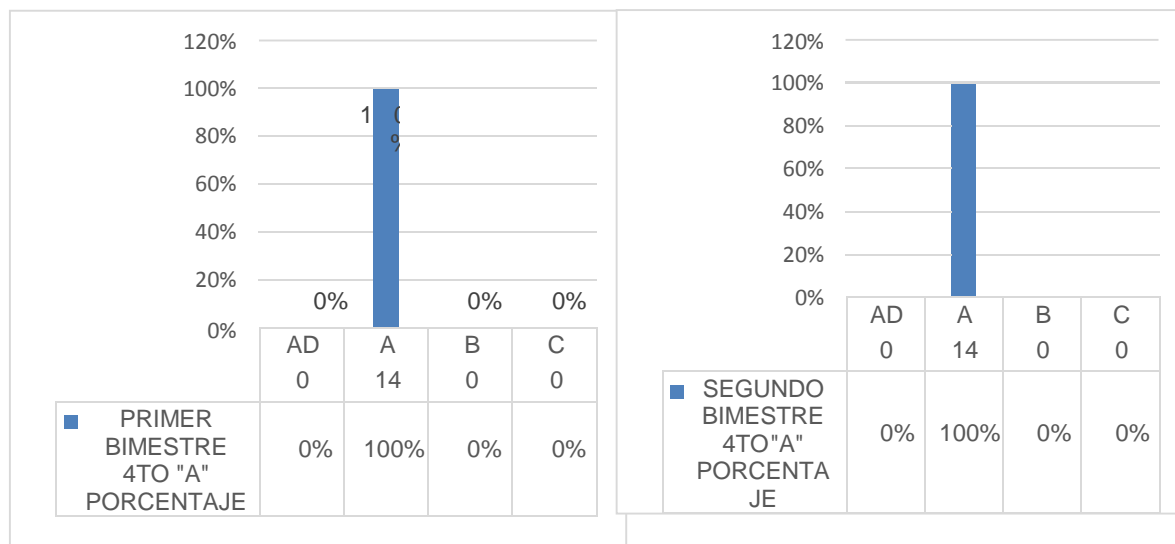 120%
100%
80%
60%
40%
20%
0%
100%
0% 0% 0%
AD A B C
0 14 0 0
PRIMER
BIMESTRE
4TO "A"
PORCENTAJE
0% 100% 0% 0%
120%
100%
80%
60%
40%
20%
0%
AD A B C
0 14 0 0
SEGUNDO
BIMESTRE
4TO"A"
PORCENTA
JE
0% 100% 0% 0%